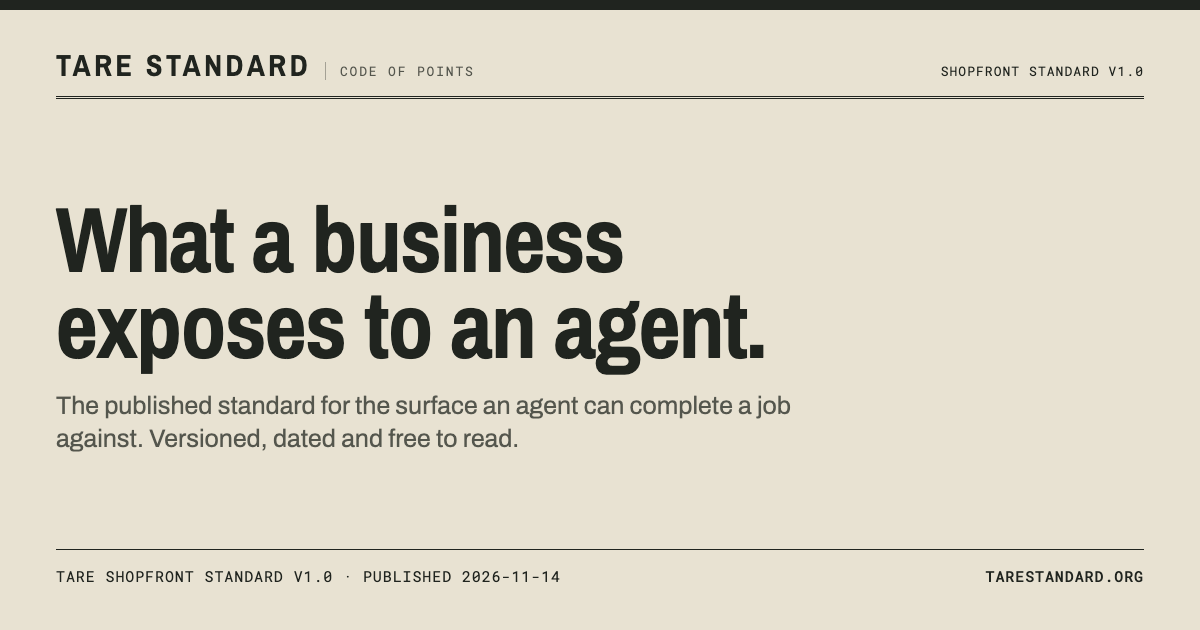 TARE STANDARD
CODE OF POINTS
SHOPFRONT STANDARD V1.0
What a business
exposes to an agent.
The published standard for the surface an agent can complete a job
against. Versioned, dated and free to read.
TARE SHOPFRONT STANDARD V1.0 · PUBLISHED 2026-11-14
TARESTANDARD.ORG